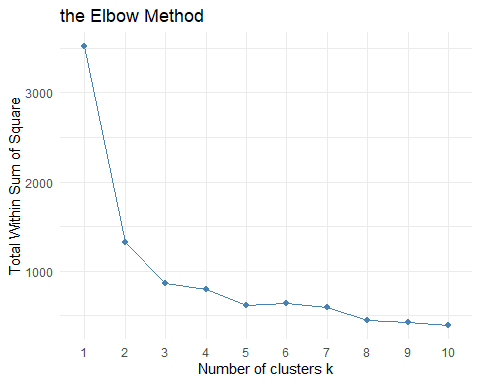 the Elbow Method
Total Within Sum of Square
3000
2000
1000
1 2 3 4 5 6 7 8 9 10
Number of clusters k